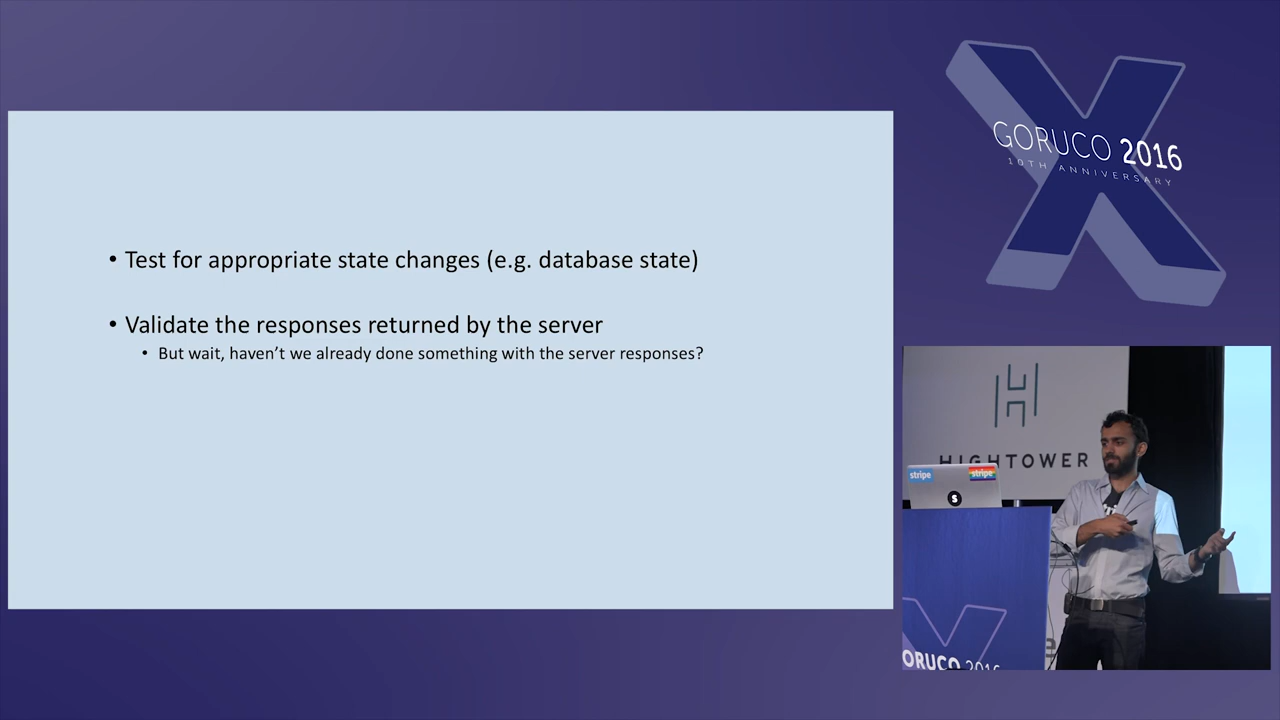 • Test for appropriate state changes (e.g. database state)
• Validate the responses returned by the server
• But wait, haven’t we already done something with the server responses?
GORUCO 2016
10TH ANNIVERSARY
HIGHTOWER
stripe
stripe
S
ORUCO 2016